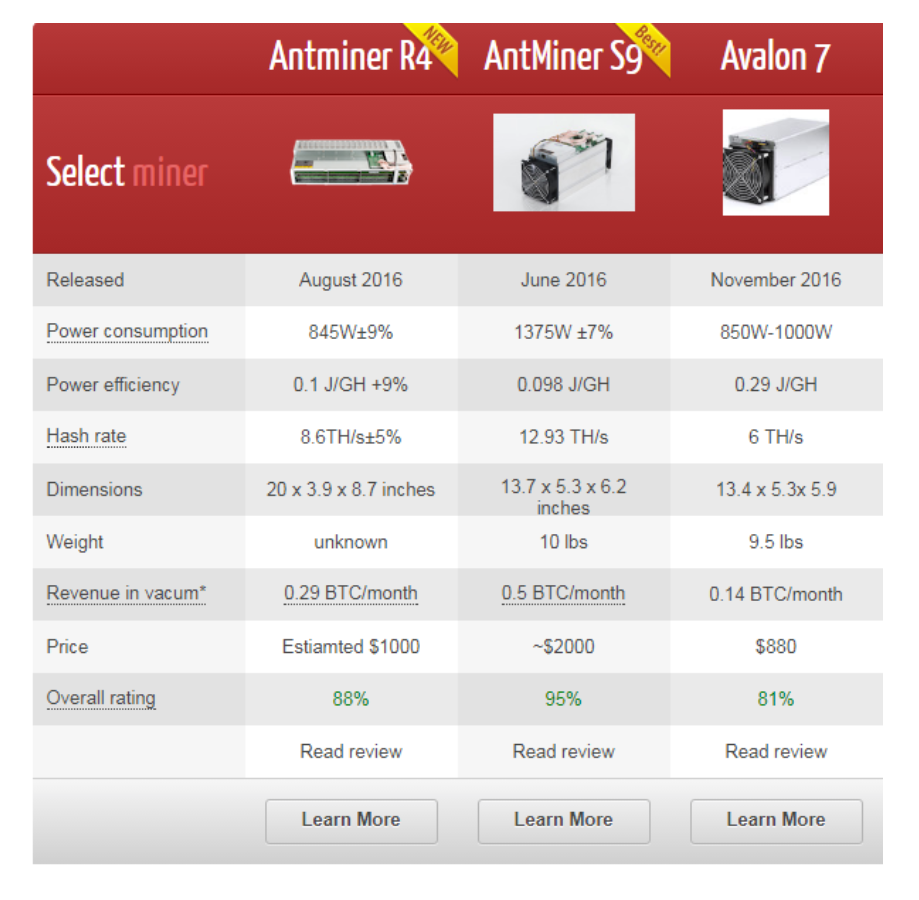 Antminer R4 NEW AntMiner S9 Best! Avalon 7
Select miner
Released August 2016 June 2016 November 2016
Power consumption 845W±9% 1375W ±7% 850W-1000W
Power efficiency 0.1 J/GH +9% 0.098 J/GH 0.29 J/GH
Hash rate 8.6TH/s±5% 12.93 TH/s 6 TH/s
Dimensions 20 x 3.9 x 8.7 inches 13.7 x 5.3 x 6.2 inches 13.4 x 5.3x 5.9
Weight unknown 10 lbs 9.5 lbs
Revenue in vacum* 0.29 BTC/month 0.5 BTC/month 0.14 BTC/month
Price Estiamted $1000 ~$2000 $880
Overall rating 88% 95% 81%
Read review Read review Read review
Learn More Learn More Learn More